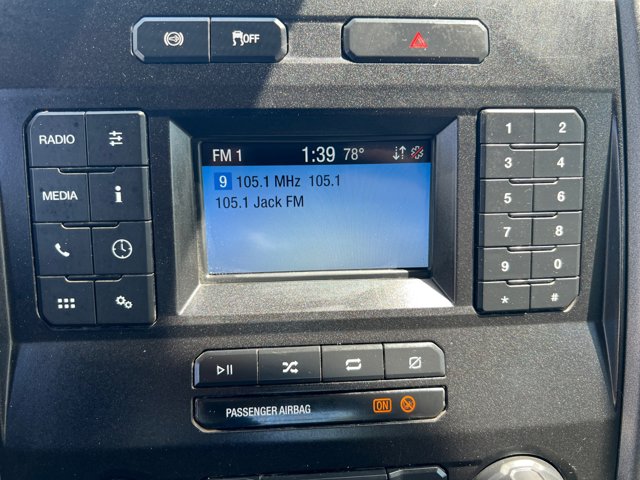 OFF
RADIO
MEDIA
FM 1 1:39 78°
9 105.1 MHz 105.1
105.1 Jack FM
1 2
3 4
5 6
7 8
9 0
* #
PASSENGER AIRBAG ON